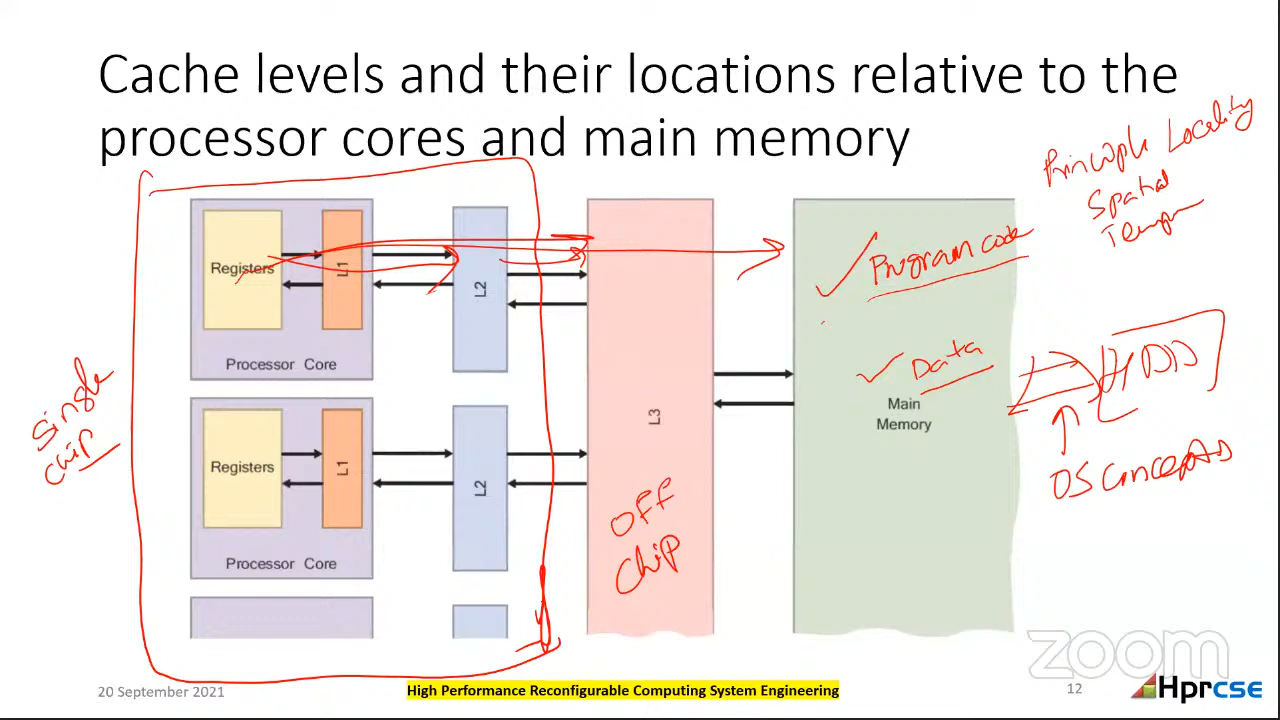 Cache levels and their locations relative to the
processor cores and main memory
Principle Locality
Spatial
Program code
Data
HDD
OS Concepts
Single
chip
OFF
chip
Registers
L1
L2
Processor Core
Registers
L1
L2
Processor Core
L3
Main
Memory
zoom
20 September 2021
High Performance Reconfigurable Computing System Engineering
12
Hprcse